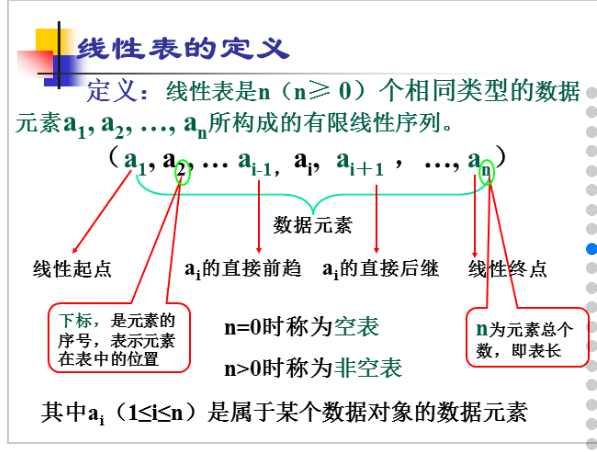 线性表的定义
定义：线性表是n（n≥ 0）个相同类型的数据
元素a1, a2, …, an所构成的有限线性序列。
（a1, a2, … ai-1, ai, ai+1 ，…, an）
数据元素
线性起点 ai的直接前趋 ai的直接后继 线性终点
下标，是元素的
序号，表示元素
在表中的位置
n=0时称为空表
n>0时称为非空表
n为元素总个
数，即表长
其中ai（1≤i≤n）是属于某个数据对象的数据元素